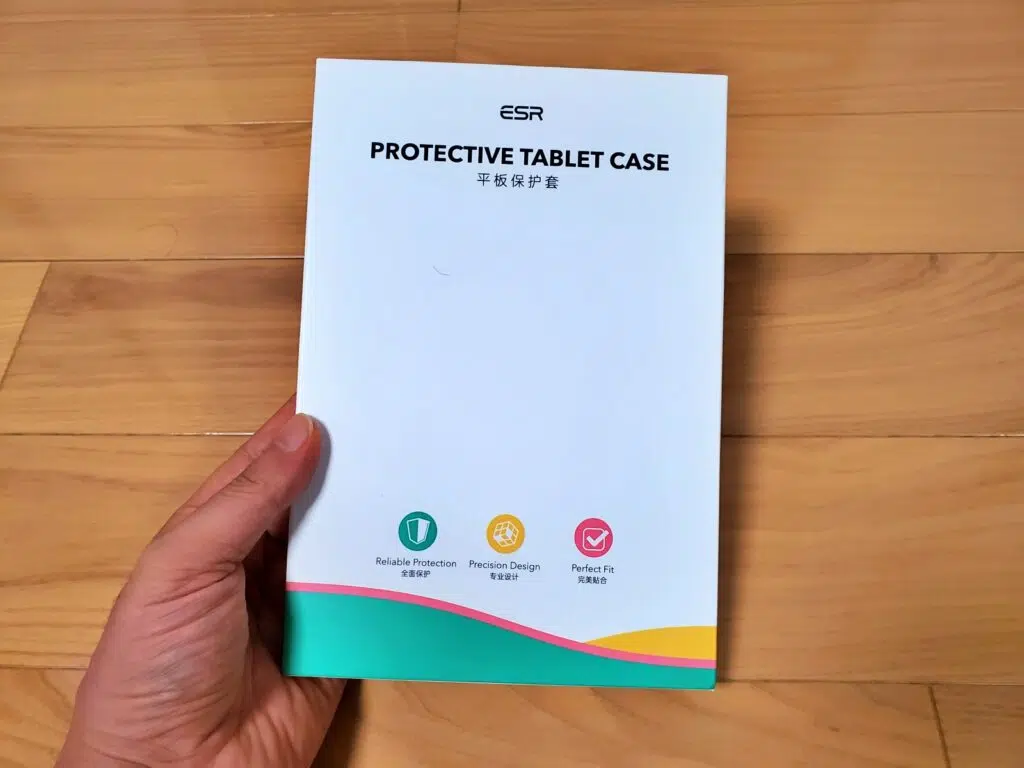 ESR
PROTECTIVE TABLET CASE
平板保护套
Reliable Protection
全面保护
Precision Design
专业设计
Perfect Fit
完美贴合